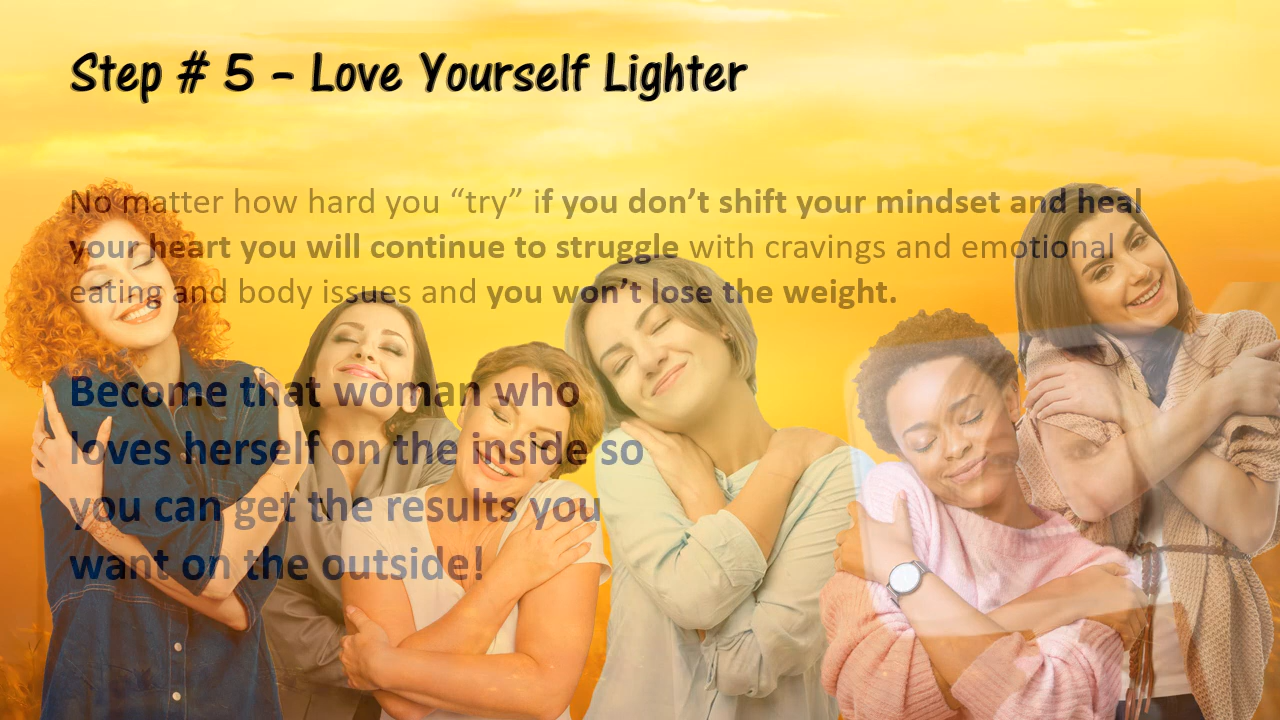 Step # 5 – Love Yourself Lighter
No matter how hard you “try” if you don’t shift your mindset and heal
your heart you will continue to struggle with cravings and emotional
eating and body issues and you won’t lose the weight.
Become that woman who
loves herself on the inside so
you can get the results you
want on the outside!